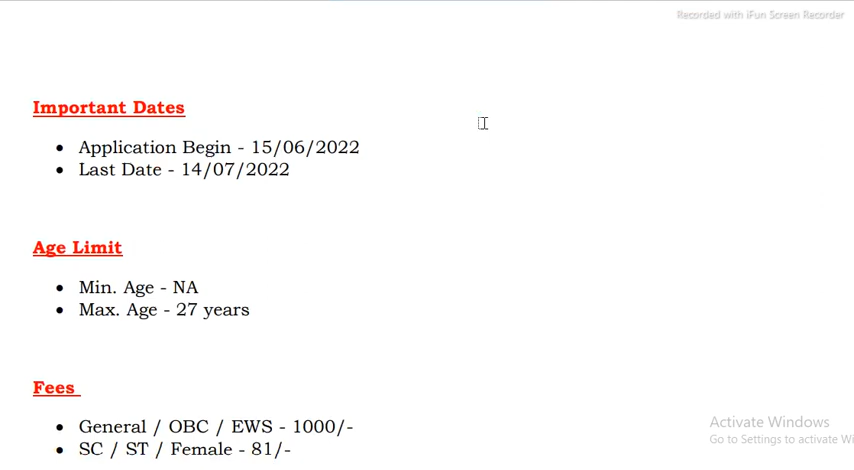 Recorded with iFun Screen Recorder
Important Dates
• Application Begin - 15/06/2022
• Last Date - 14/07/2022
Age Limit
• Min. Age - NA
• Max. Age - 27 years
Fees
• General / OBC / EWS - 1000/-
• SC / ST / Female - 81/-
Activate Windows
Go to Settings to activate Wi